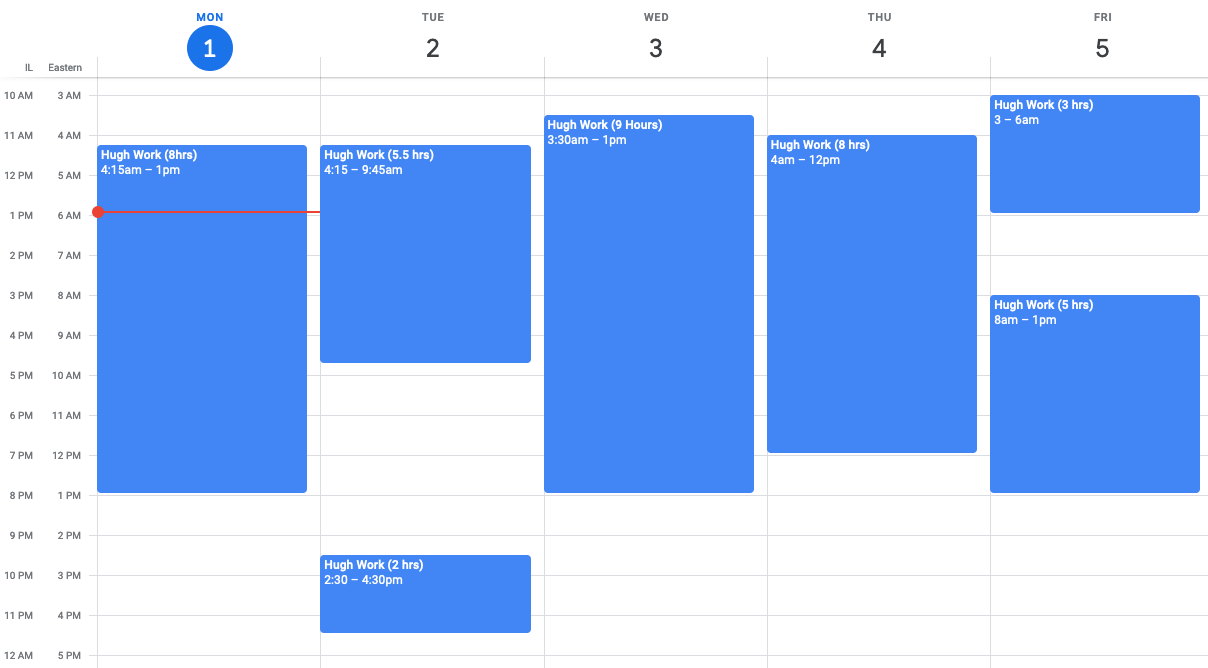 MON TUE WED THU FRI
1 2 3 4 5
IL Eastern
10 AM 3 AM
Hugh Work (3 hrs)
3 – 6am
11 AM 4 AM
Hugh Work (8hrs)
4:15am – 1pm
Hugh Work (5.5 hrs)
4:15 – 9:45am
Hugh Work (9 Hours)
3:30am – 1pm
Hugh Work (8 hrs)
4am – 12pm
12 PM 5 AM
1 PM 6 AM
2 PM 7 AM
3 PM 8 AM
Hugh Work (5 hrs)
8am – 1pm
4 PM 9 AM
5 PM 10 AM
6 PM 11 AM
7 PM 12 PM
8 PM 1 PM
9 PM 2 PM
Hugh Work (2 hrs)
2:30 – 4:30pm
10 PM 3 PM
11 PM 4 PM
12 AM 5 PM